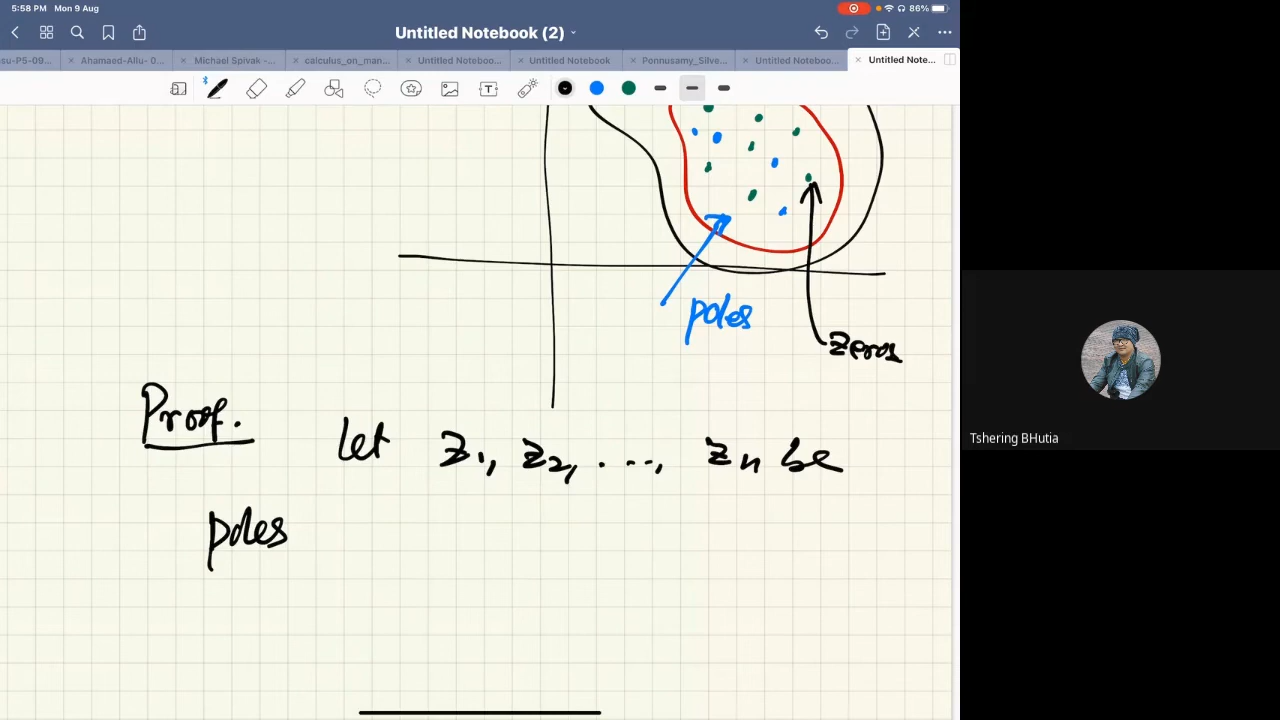 5:58 PM Mon 9 Aug
86%
Untitled Notebook (2)
su-P5-09...
Ahamaed-Allu- 0...
Michael Spivak -...
calculus_on_man...
Untitled Noteboo...
Untitled Notebook
Ponnusamy_Silve...
Untitled Noteboo...
Untitled Note...
poles
zeros
Proof. Let z1, z2, ...., zn be
poles
Tshering BHutia